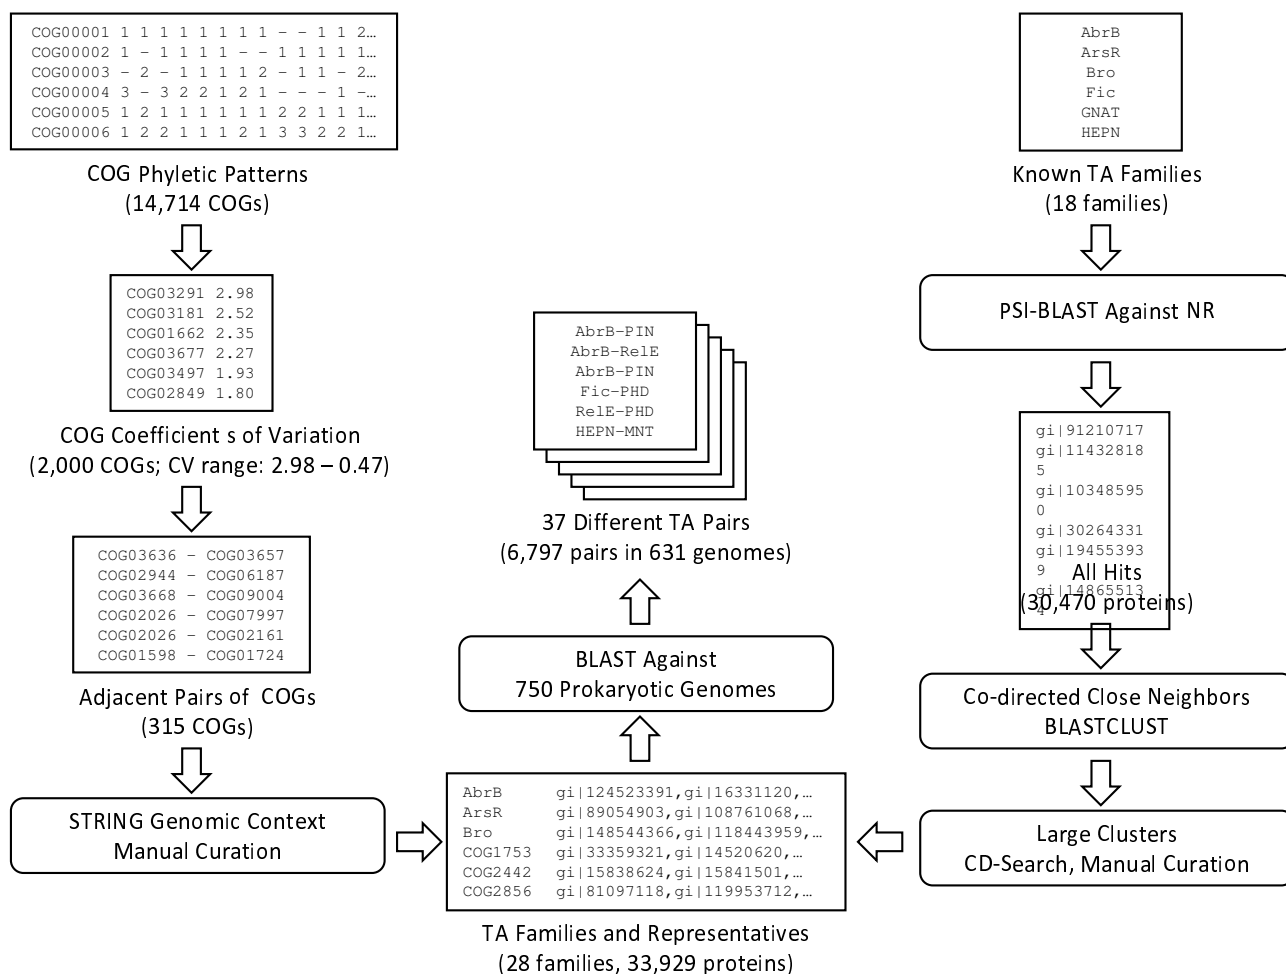 COG00001 1 1 1 1 1 1 1 1 – – 1 1 2…
COG00002 1 – 1 1 1 1 – – 1 1 1 1 1…
COG00003 – 2 – 1 1 1 1 2 – 1 1 – 2…
COG00004 3 – 3 2 2 1 2 1 – – – 1 –…
COG00005 1 2 1 1 1 1 1 1 2 2 1 1 1…
COG00006 1 2 2 1 1 1 2 1 3 3 2 2 1…
COG Phyletic Patterns
(14,714 COGs)
COG03291 2.98
COG03181 2.52
COG01662 2.35
COG03677 2.27
COG03497 1.93
COG02849 1.80
COG Coefficient s of Variation
(2,000 COGs; CV range: 2.98 – 0.47)
COG03636 – COG03657
COG02944 – COG06187
COG03668 – COG09004
COG02026 – COG07997
COG02026 – COG02161
COG01598 – COG01724
Adjacent Pairs of COGs
(315 COGs)
STRING Genomic Context
Manual Curation
AbrB–PIN
AbrB–RelE
AbrB–PIN
Fic–PHD
RelE–PHD
HEPN–MNT
37 Different TA Pairs
(6,797 pairs in 631 genomes)
BLAST Against
750 Prokaryotic Genomes
AbrB gi|124523391,gi|16331120,…
ArsR gi|89054903,gi|108761068,…
Bro gi|148544366,gi|118443959,…
COG1753 gi|33359321,gi|14520620,…
COG2442 gi|15838624,gi|15841501,…
COG2856 gi|81097118,gi|119953712,…
TA Families and Representatives
(28 families, 33,929 proteins)
AbrB
ArsR
Bro
Fic
GNAT
HEPN
Known TA Families
(18 families)
PSI-BLAST Against NR
gi|91210717
gi|11432818
5
gi|10348595
0
gi|30264331
gi|19455393
9
gi|14865513
4
All Hits
(30,470 proteins)
Co-directed Close Neighbors
BLASTCLUST
Large Clusters
CD-Search, Manual Curation